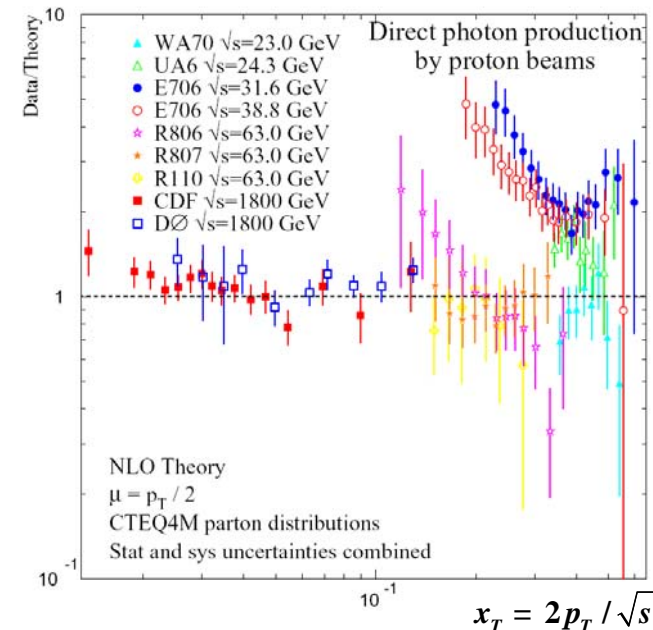 10
Data/Theory
Direct photon production
by proton beams
WA70 √s=23.0 GeV
UA6 √s=24.3 GeV
E706 √s=31.6 GeV
E706 √s=38.8 GeV
R806 √s=63.0 GeV
R807 √s=63.0 GeV
R110 √s=63.0 GeV
CDF √s=1800 GeV
DØ √s=1800 GeV
1
NLO Theory
μ = p_T / 2
CTEQ4M parton distributions
Stat and sys uncertainties combined
10⁻¹
10⁻¹
x_T = 2p_T / √s